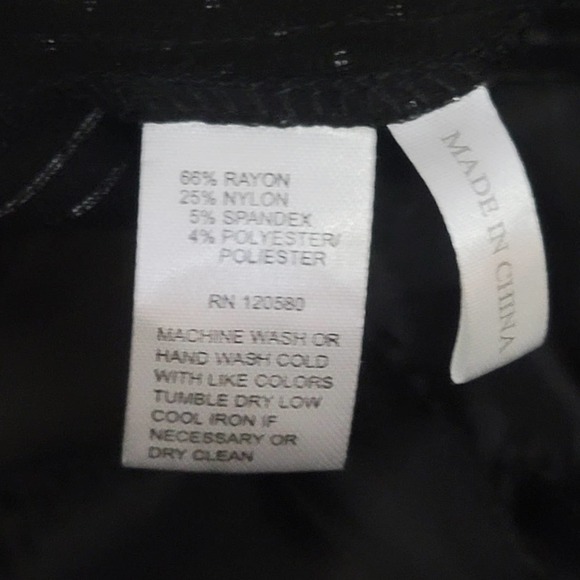 66% RAYON
25% NYLON
5% SPANDEX
4% POLYESTER/
POLIESTER
RN 120580
MACHINE WASH OR
HAND WASH COLD
WITH LIKE COLORS
TUMBLE DRY LOW
COOL IRON IF
NECESSARY OR
DRY CLEAN
MADE IN CHINA